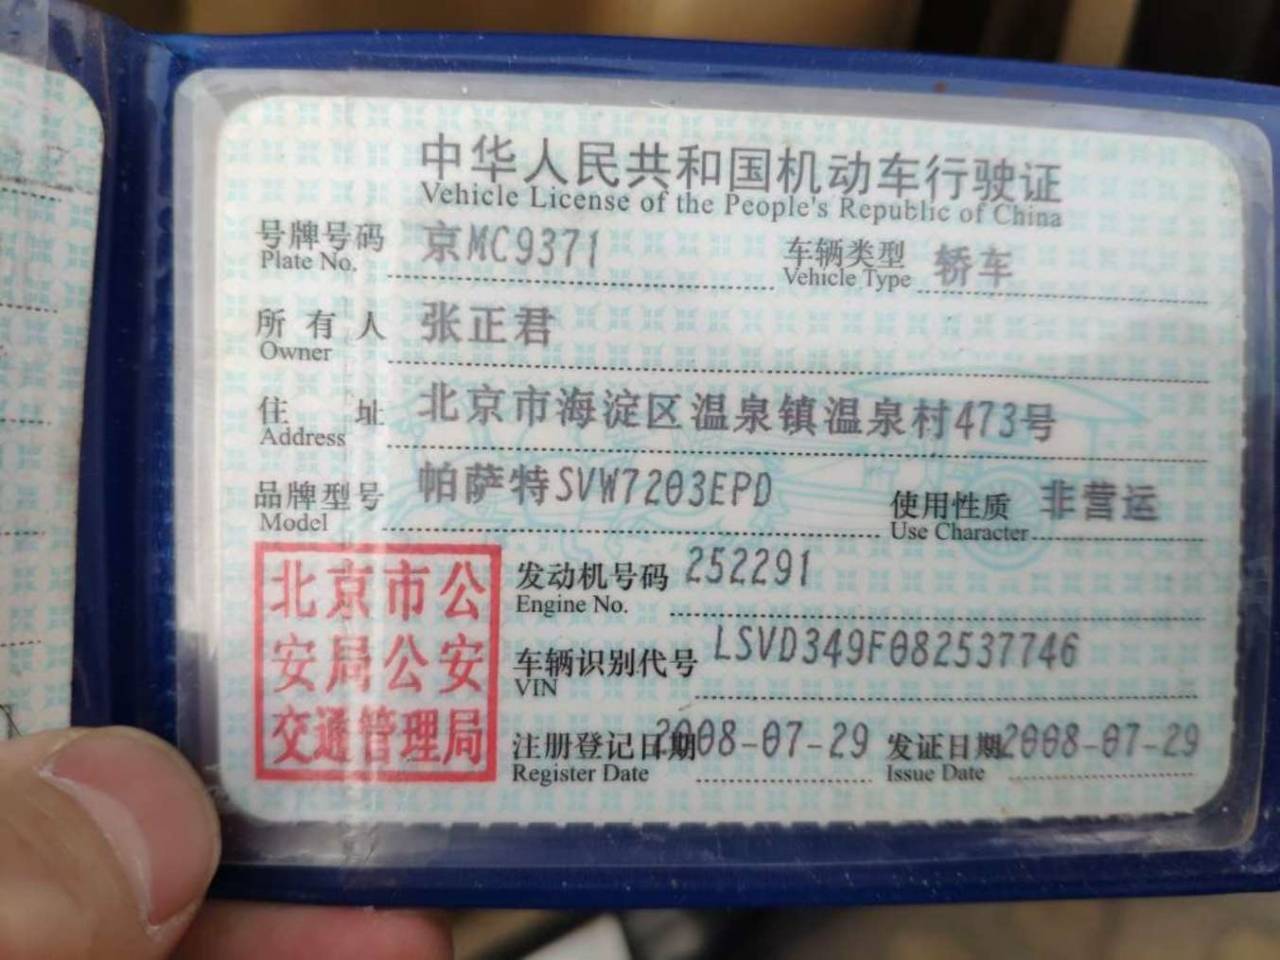 中华人民共和国机动车行驶证
Vehicle License of the People's Republic of China
号牌号码 京MC9371 车辆类型 轿车
Plate No. Vehicle Type
所有人 张正君
Owner
住址 北京市海淀区温泉镇温泉村473号
Address
品牌型号 帕萨特SVW7203EPD 使用性质 非营运
Model Use Character
北京市公
安局公安
交通管理局
发动机号码 252291
Engine No.
车辆识别代号 LSVD349F082537746
VIN
注册登记日期 2008-07-29 发证日期 2008-07-29
Register Date Issue Date